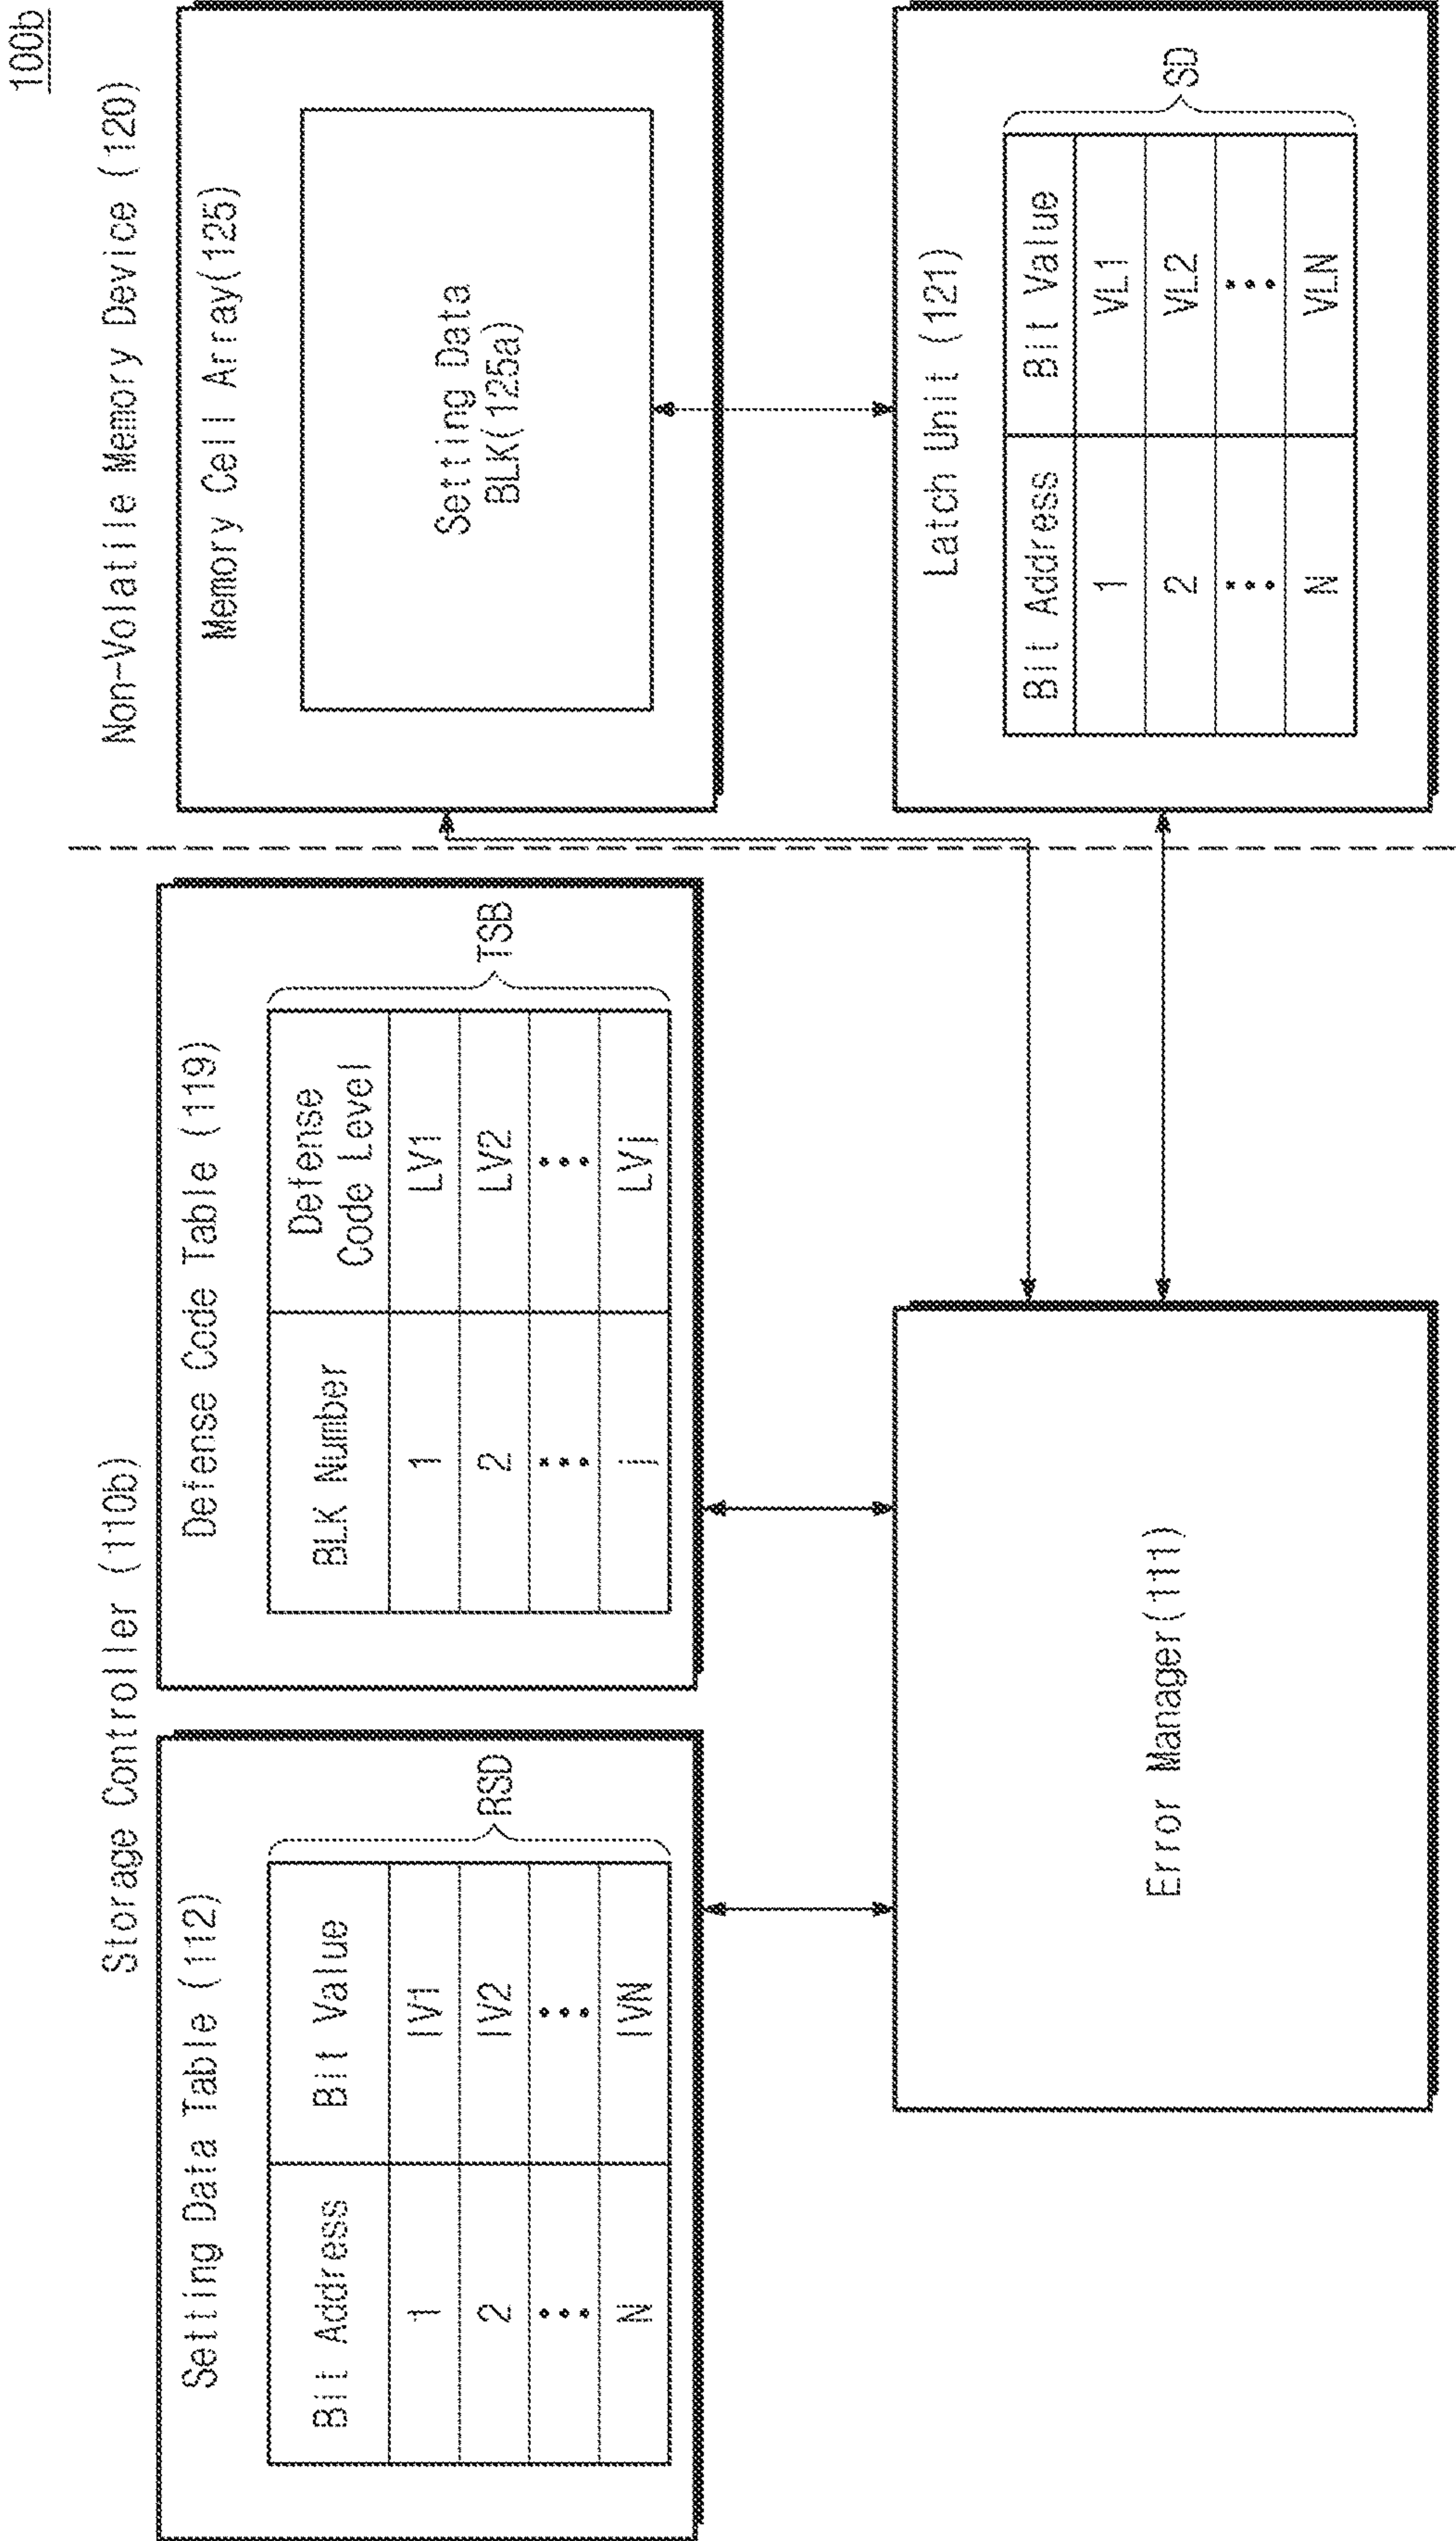 100b
Storage Controller (110b)
Non-Volatile Memory Device (120)
Setting Data Table (112)
Bit Address Bit Value
1 IV1
2 IV2
N IVN
RSD
Defense Code Table (119)
BLK Number Defense
Code Level
1 LV1
2 LV2
j LVj
TSB
Memory Cell Array(125)
Setting Data
BLK(125a)
Error Manager(111)
Latch Unit (121)
Bit Address Bit Value
1 VL1
2 VL2
N VLN
SD